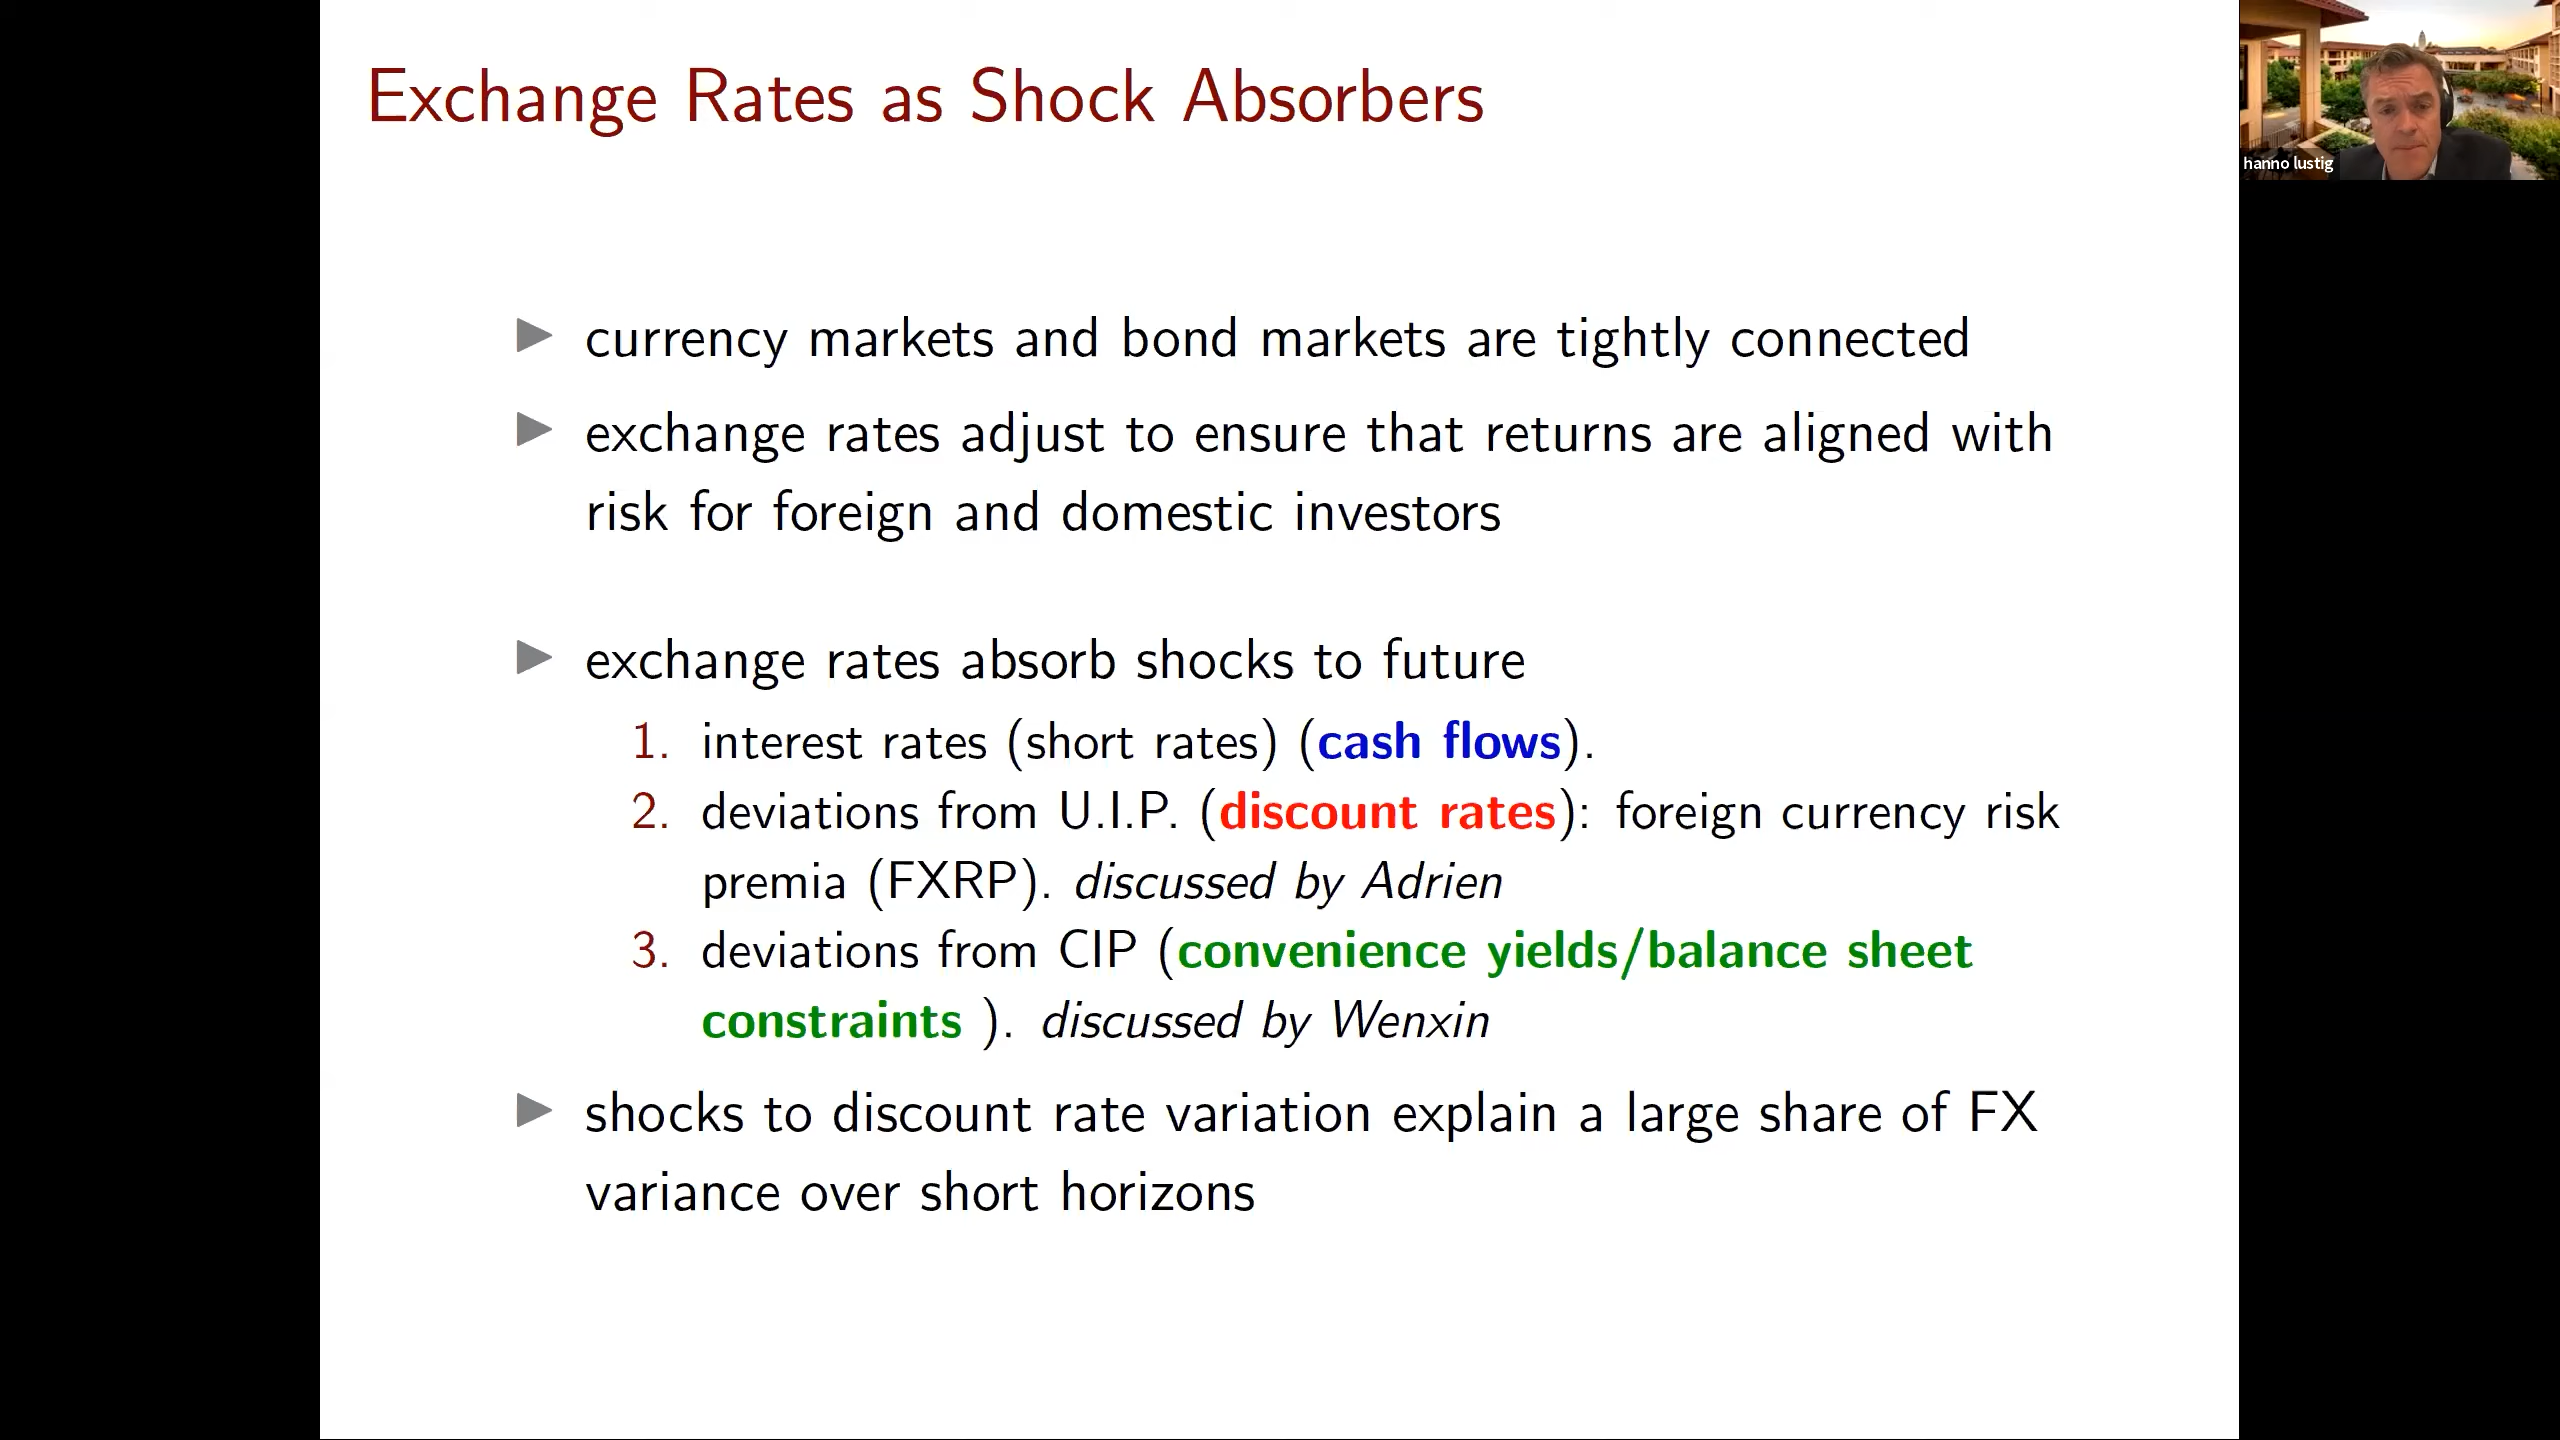 Exchange Rates as Shock Absorbers
hanno lustig
▶ currency markets and bond markets are tightly connected
▶ exchange rates adjust to ensure that returns are aligned with
risk for foreign and domestic investors
▶ exchange rates absorb shocks to future
1. interest rates (short rates) (cash flows).
2. deviations from U.I.P. (discount rates): foreign currency risk
premia (FXRP). discussed by Adrien
3. deviations from CIP (convenience yields/balance sheet
constraints ). discussed by Wenxin
▶ shocks to discount rate variation explain a large share of FX
variance over short horizons